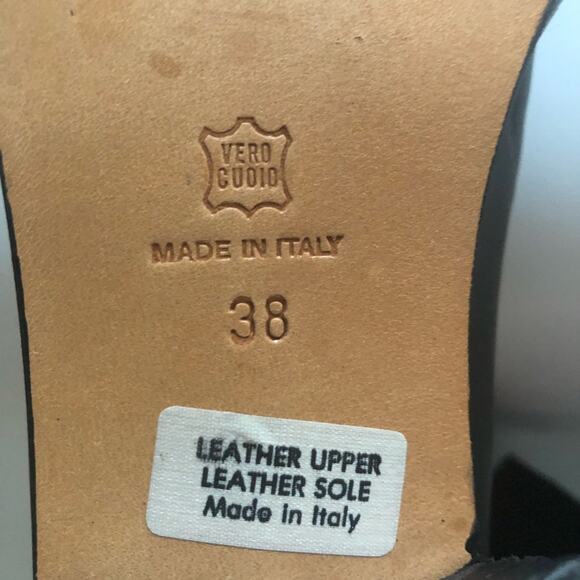 VERO
CUOIO
MADE IN ITALY
38
LEATHER UPPER
LEATHER SOLE
Made in Italy